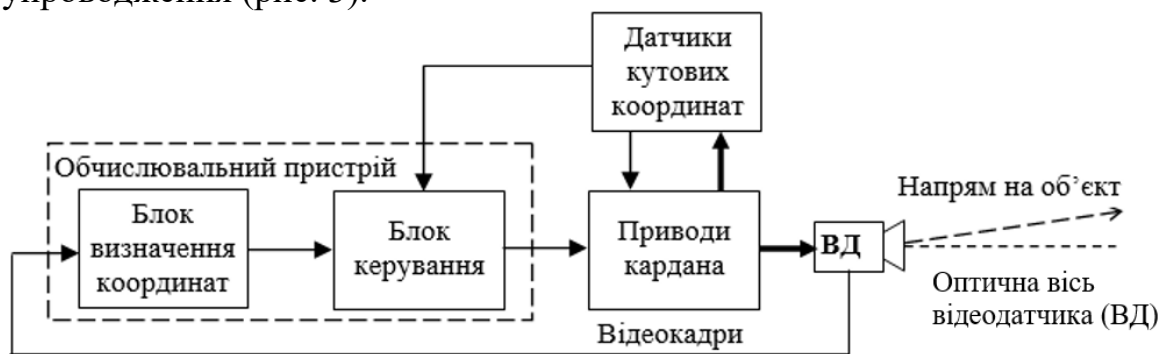 упроводження (рис. 3).
Датчики
кутових
координат
Обчислювальний пристрій
Блок
визначення
координат
Блок
керування
Приводи
кардана
ВД
Напрям на об’єкт
Оптична вісь
відеодатчика (ВД)
Відеокадри